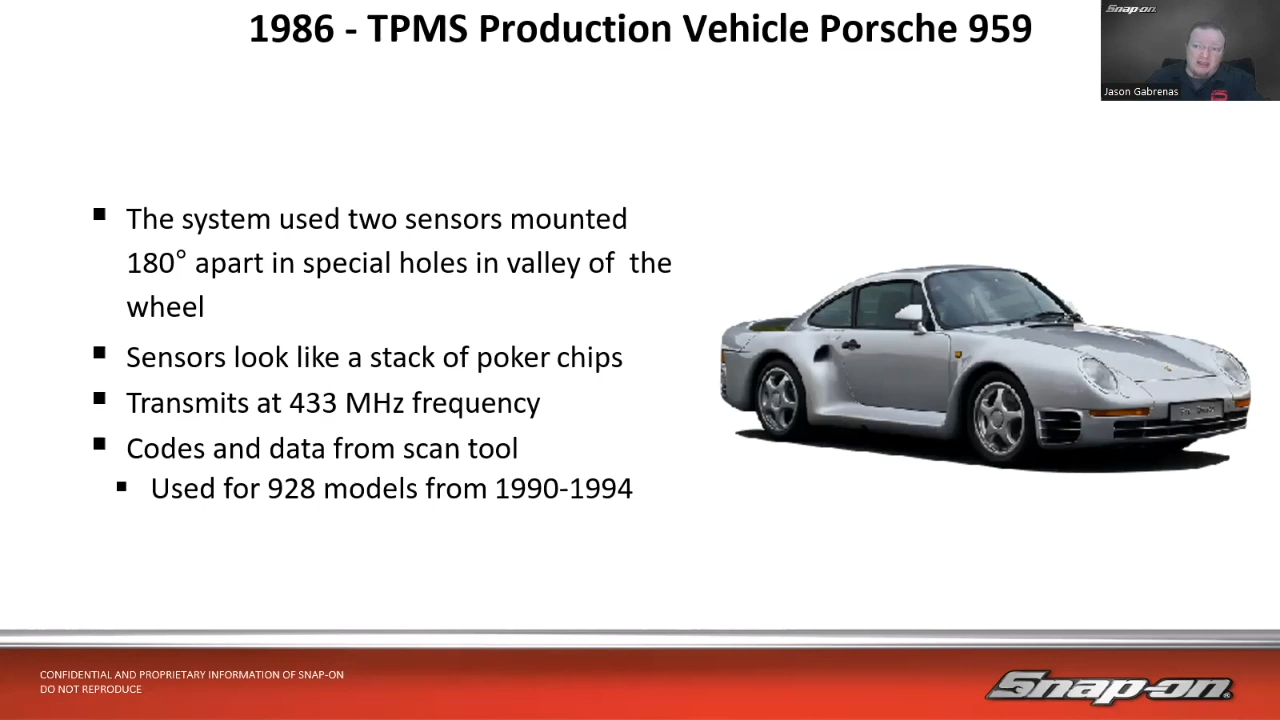 1986 - TPMS Production Vehicle Porsche 959
Snap-on
Jason Gabrenas
▪ The system used two sensors mounted
180° apart in special holes in valley of  the
wheel
▪ Sensors look like a stack of poker chips
▪ Transmits at 433 MHz frequency
▪ Codes and data from scan tool
▪ Used for 928 models from 1990-1994
CONFIDENTIAL AND PROPRIETARY INFORMATION OF SNAP-ON
DO NOT REPRODUCE
Snap-on